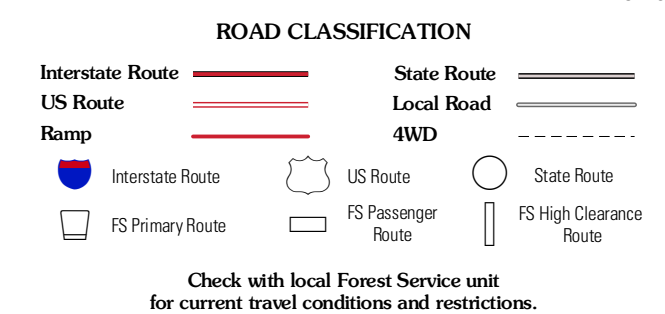 ROAD CLASSIFICATION
Interstate Route
State Route
US Route
Local Road
Ramp
4WD
Interstate Route
US Route
State Route
FS Primary Route
FS Passenger
Route
FS High Clearance
Route
Check with local Forest Service unit
for current travel conditions and restrictions.